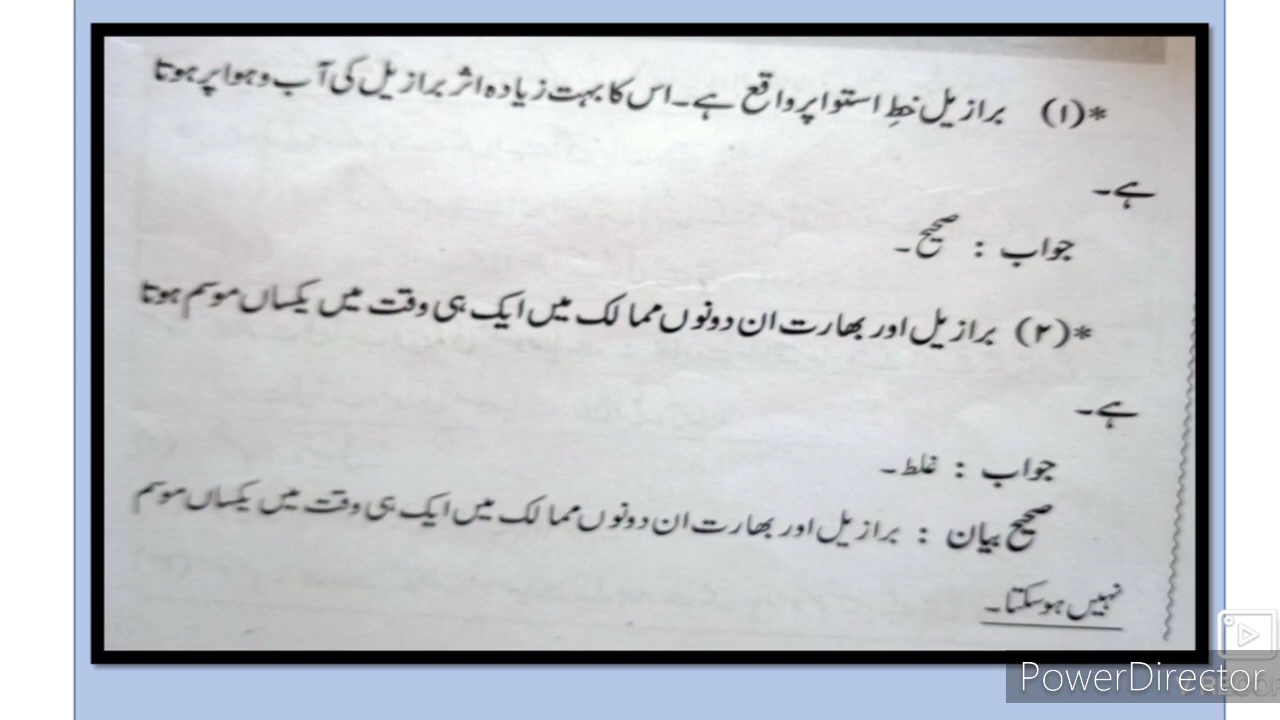 *(۱) برازیل خطِ استوا پر واقع ہے۔ اس کا بہت زیادہ اثر برازیل کی آب و ہوا پر ہوتا
ہے۔
جواب : صحیح۔
*(۲) برازیل اور بھارت ان دونوں ممالک میں ایک ہی وقت میں یکساں موسم ہوتا
ہے۔
جواب : غلط۔
صحیح بیان : برازیل اور بھارت ان دونوں ممالک میں ایک ہی وقت میں یکساں موسم
نہیں ہوسکتا۔
PowerDirector